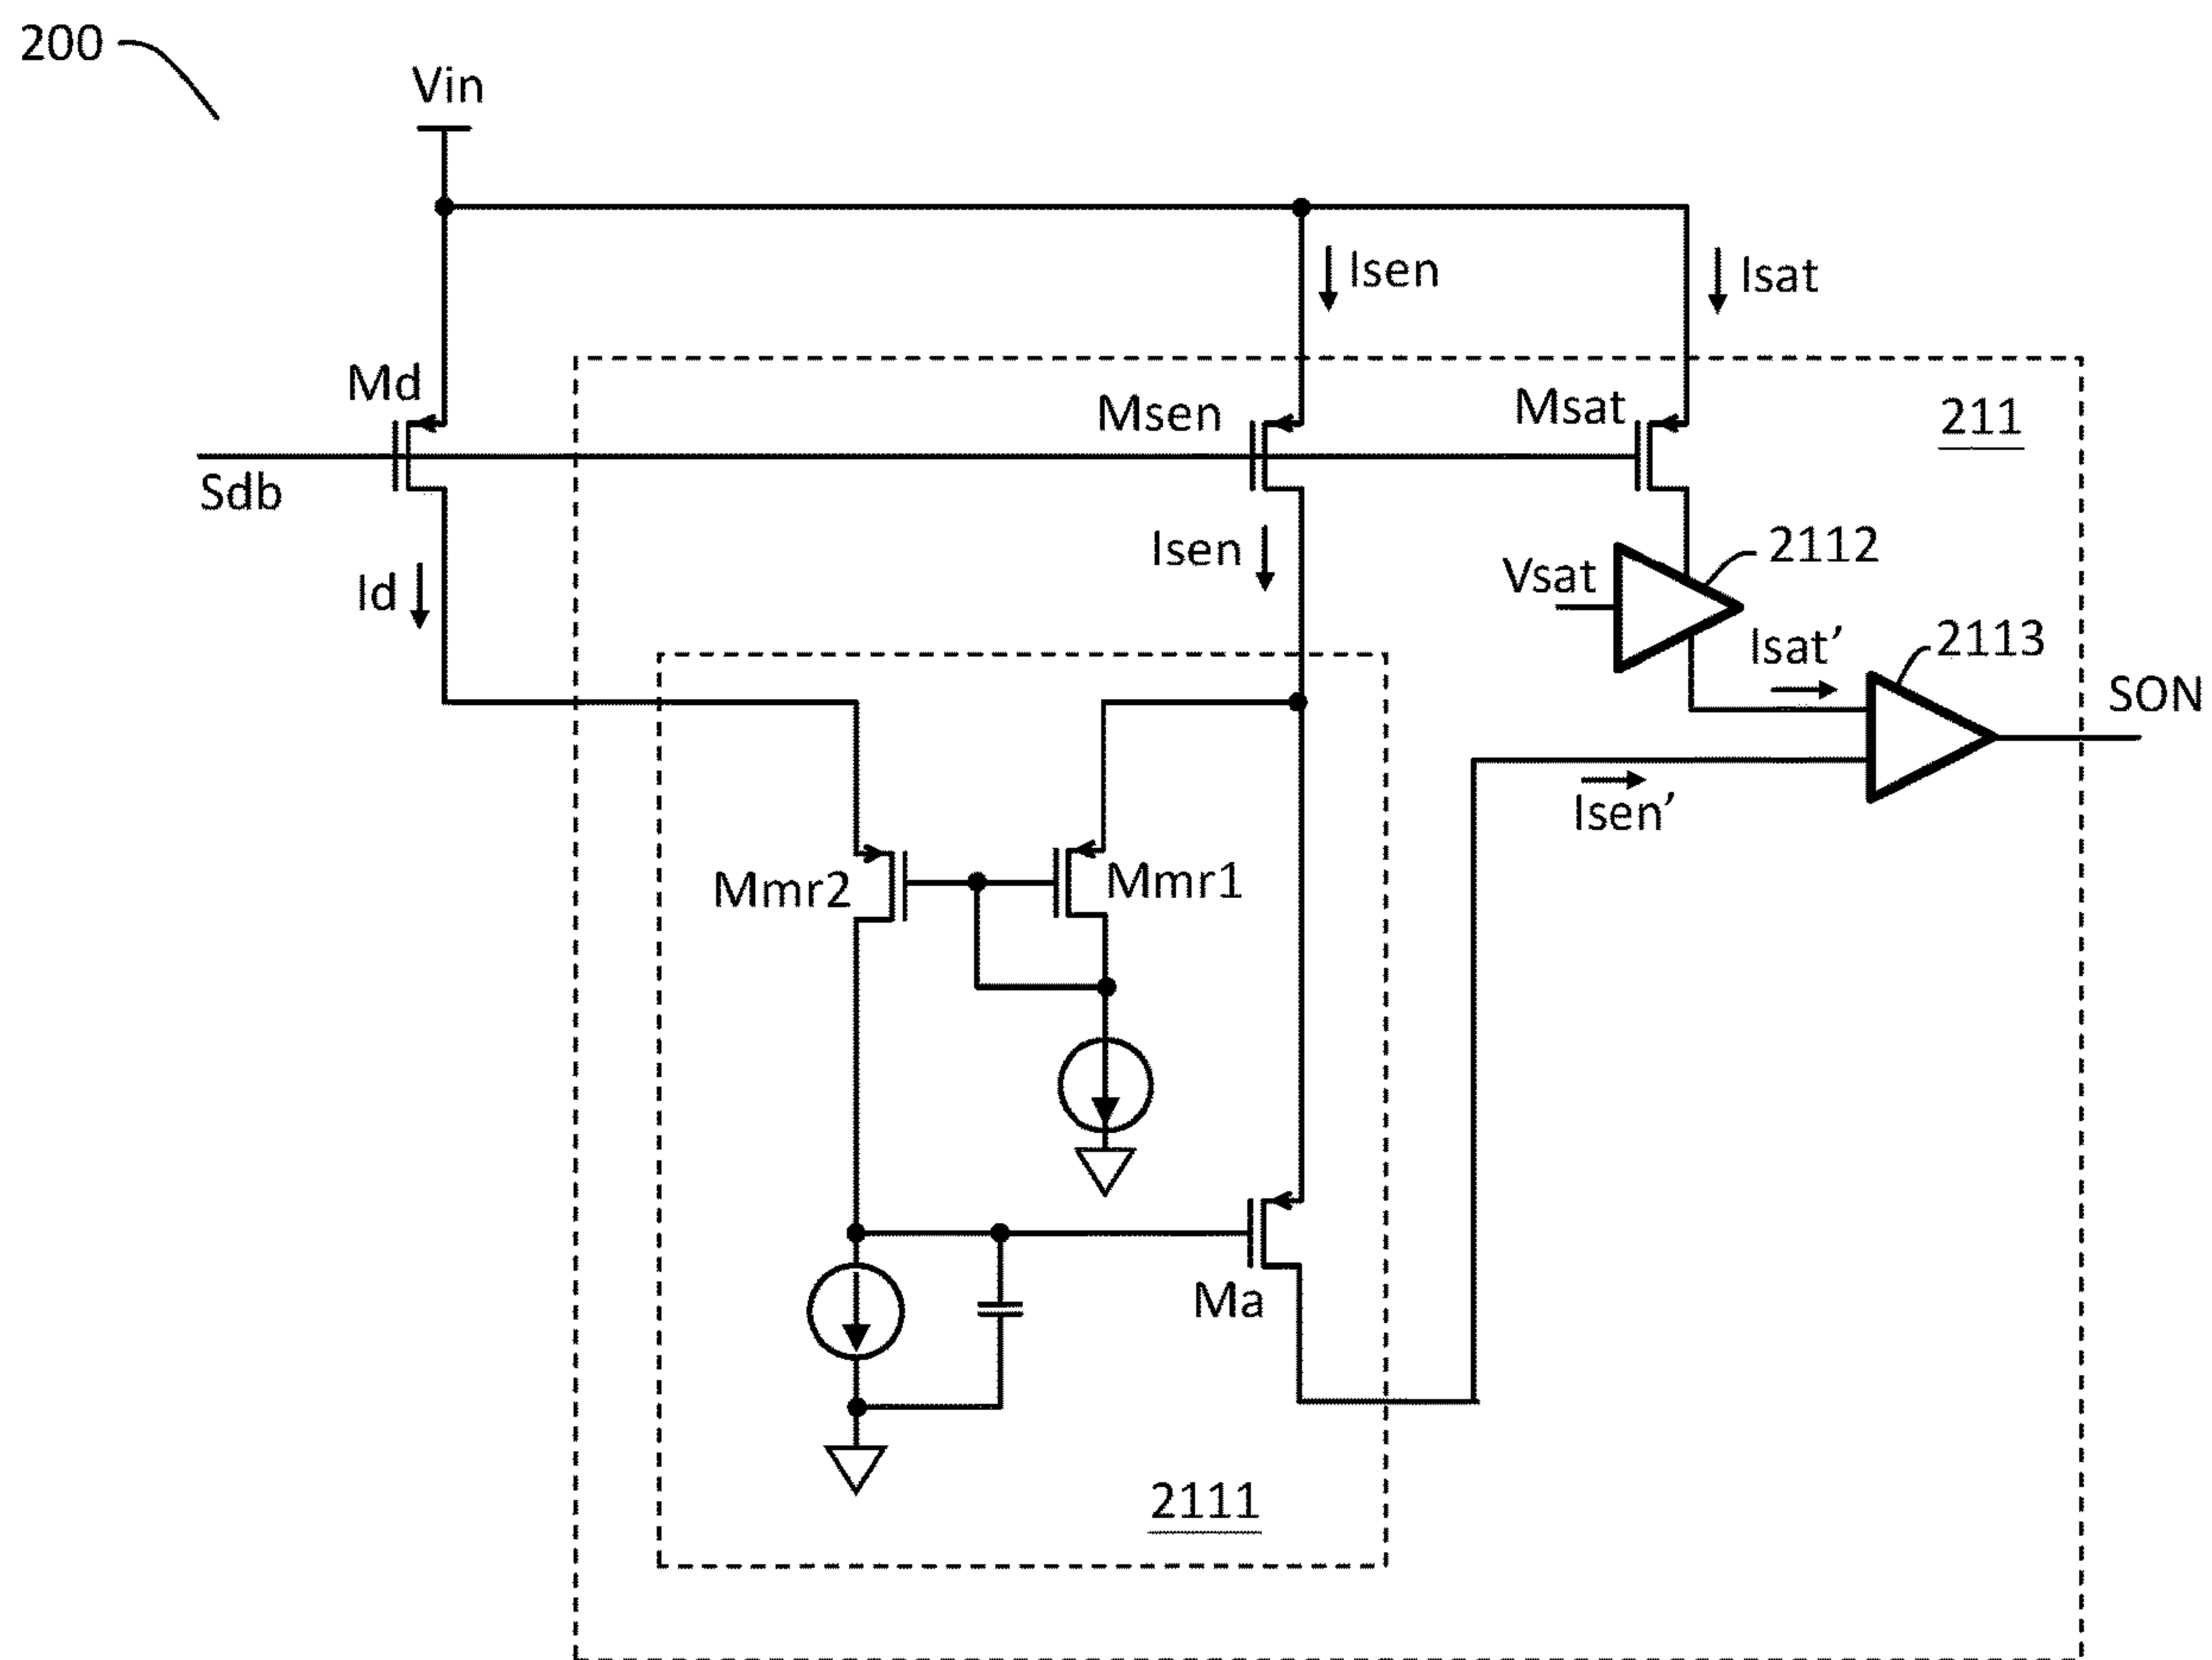 200
Vin
Isen
Isat
Md
Msen
Msat
211
Sdb
Isen
Vsat
2112
Id
Isat’
2113
SON
Isen’
Mmr2
Mmr1
Ma
2111